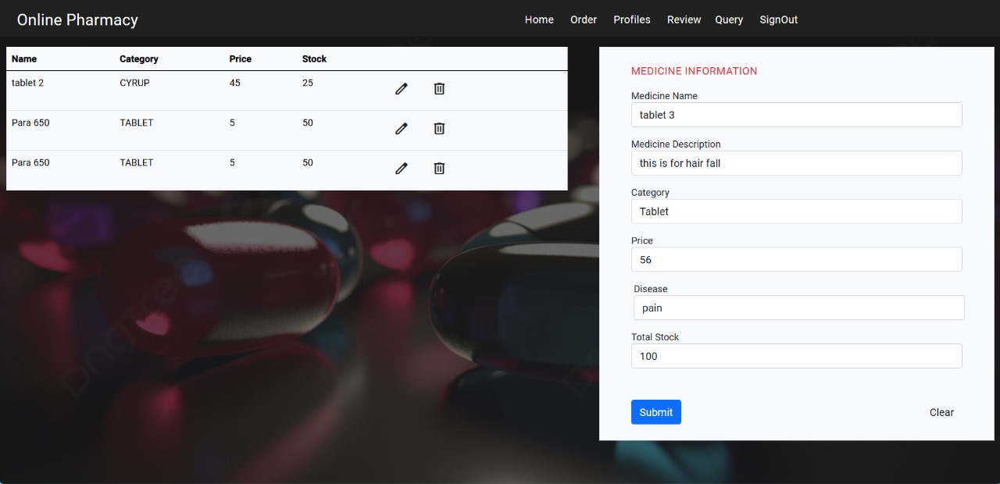 Online Pharmacy
Home Order Profiles Review Query SignOut
Name Category Price Stock
tablet 2 CYRUP 45 25
Para 650 TABLET 5 50
Para 650 TABLET 5 50
MEDICINE INFORMATION
Medicine Name
tablet 3
Medicine Description
this is for hair fall
Category
Tablet
Price
56
Disease
pain
Total Stock
100
Submit Clear